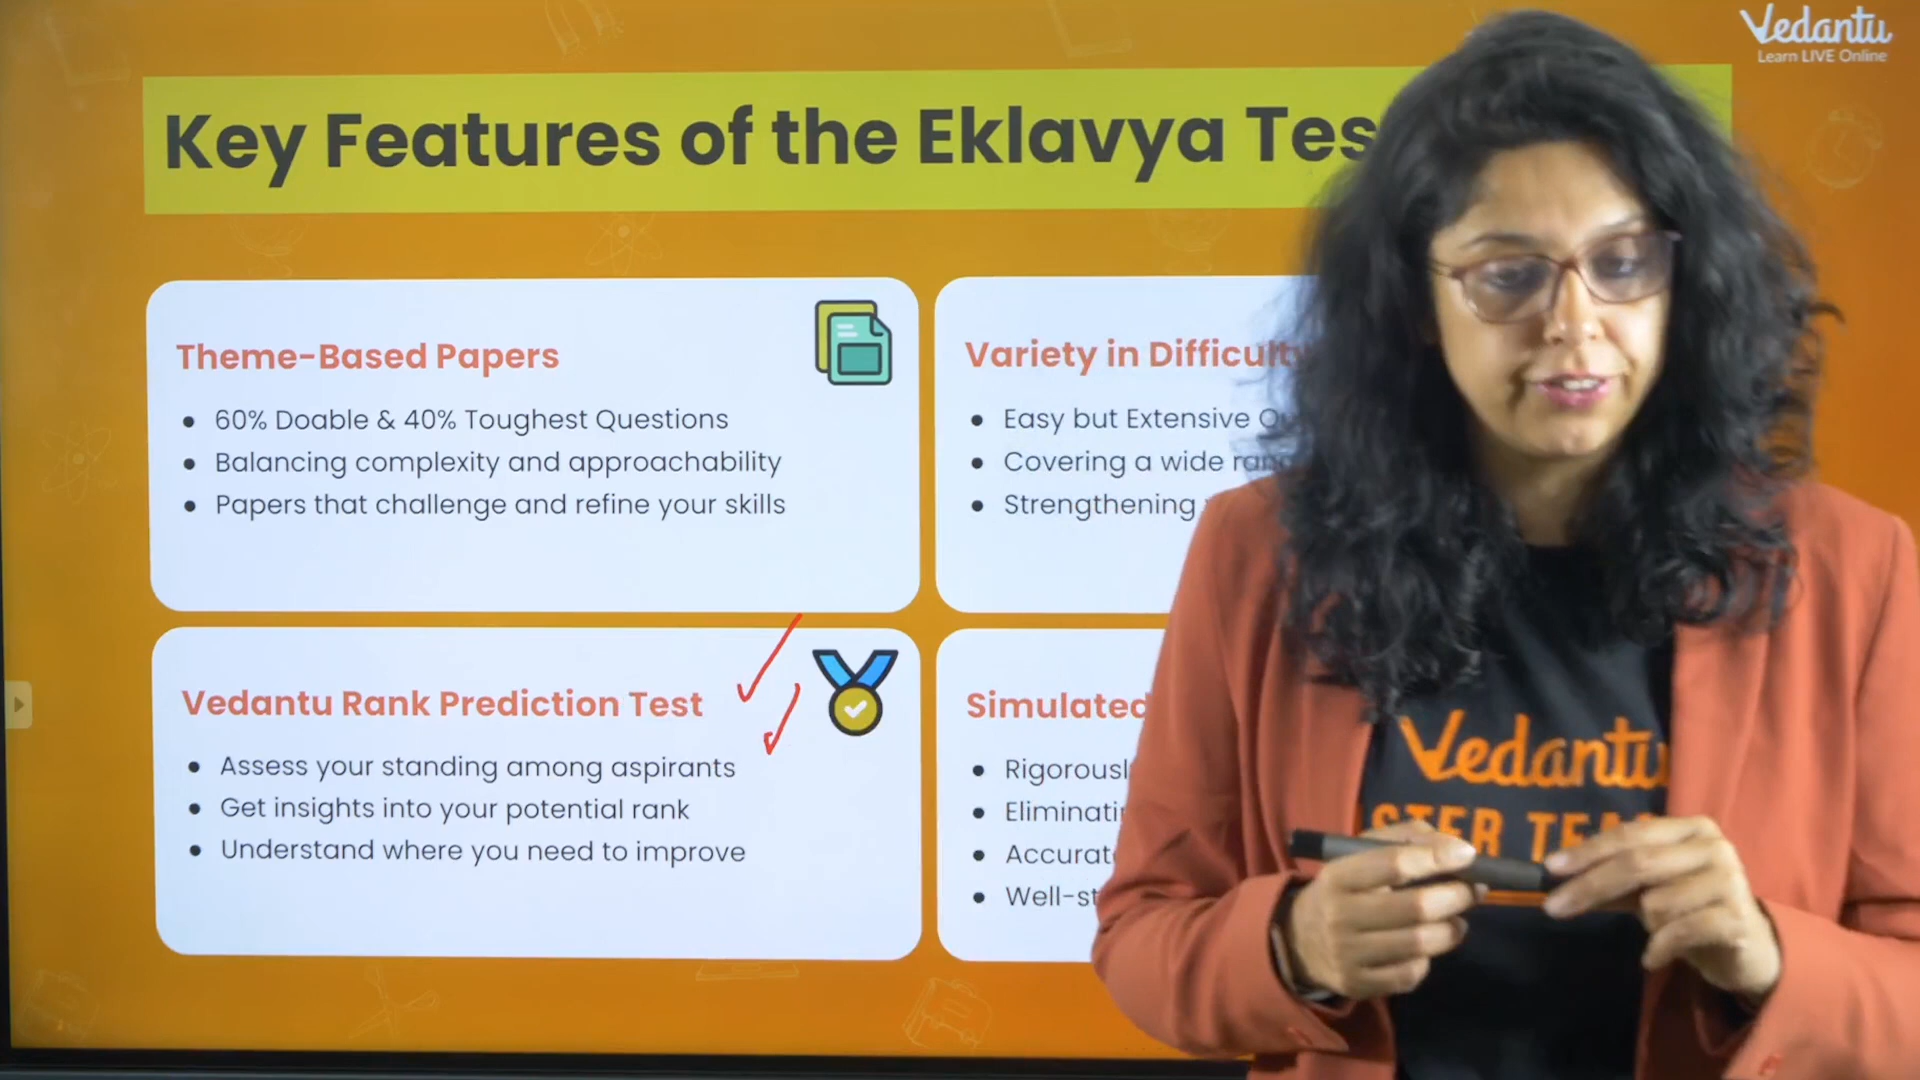 Vedantu
Learn LIVE Online
Key Features of the Eklavya Tes
Theme-Based Papers
60% Doable & 40% Toughest Questions
Balancing complexity and approachability
Papers that challenge and refine your skills
Variety in Difficulty
Easy but Extensive
Covering a wide
Strengthening
Vedantu Rank Prediction Test
Assess your standing among aspirants
Get insights into your potential rank
Understand where you need to improve
Simulated
Rigorousl
Eliminati
Accurat
Well-st
Vedantu
STER TEA